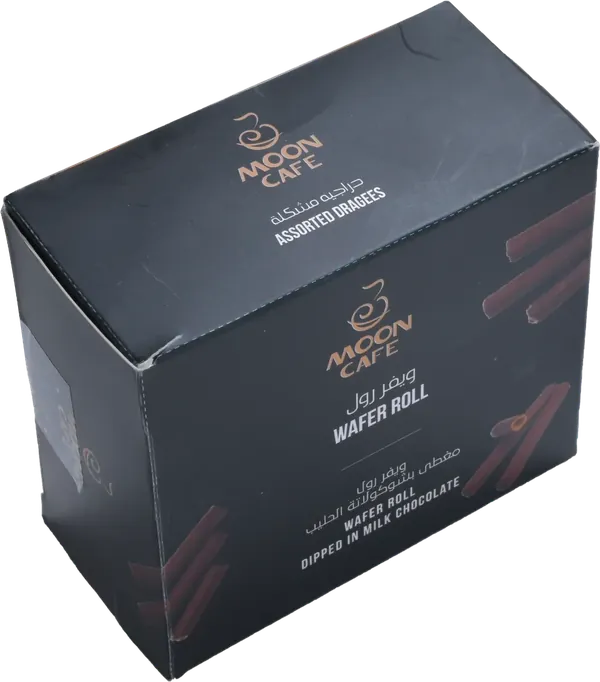 MOON
CAFE
دراجيه مشكلة
ASSORTED DRAGEES
MOON
CAFE
ويفر رول
WAFER ROLL
ويفر رول
مغطى بشوكولاتة الحليب
WAFER ROLL
DIPPED IN MILK CHOCOLATE